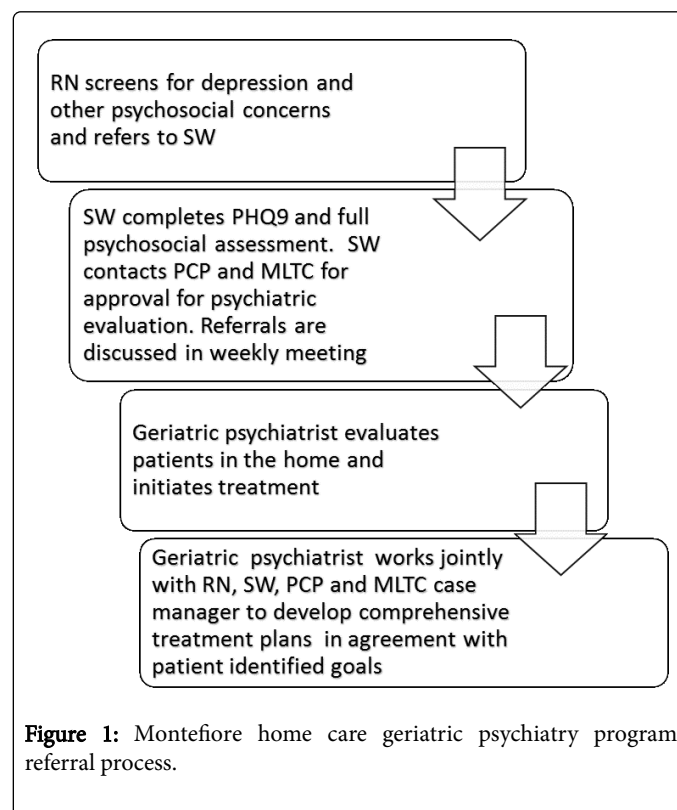 RN screens for depression and
other psychosocial concerns
and refers to SW
SW completes PHQ9 and full
psychosocial assessment. SW
contacts PCP and MLTC for
approval for psychiatric
evaluation. Referrals are
discussed in weekly meeting
Geriatric psychiatrist evaluates
patients in the home and
initiates treatment
Geriatric psychiatrist works jointly
with RN, SW, PCP and MLTC case
manager to develop comprehensive
treatment plans in agreement with
patient identified goals
Figure 1: Montefiore home care geriatric psychiatry program
referral process.